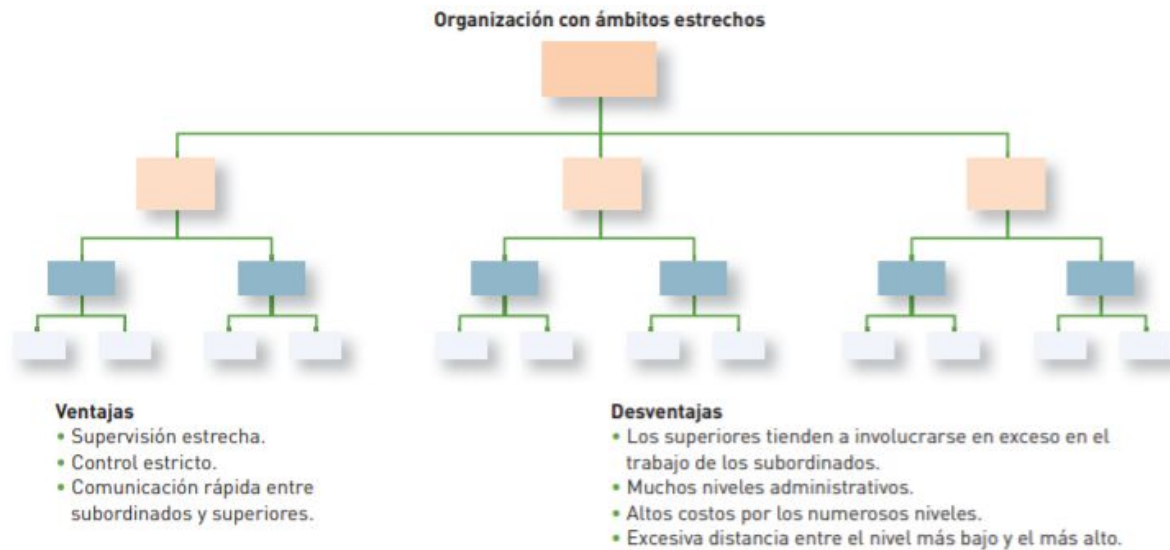 Organización con ámbitos estrechos
Ventajas
• Supervisión estrecha.
• Control estricto.
• Comunicación rápida entre
subordinados y superiores.
Desventajas
• Los superiores tienden a involucrarse en exceso en el
trabajo de los subordinados.
• Muchos niveles administrativos.
• Altos costos por los numerosos niveles.
• Excesiva distancia entre el nivel más bajo y el más alto.